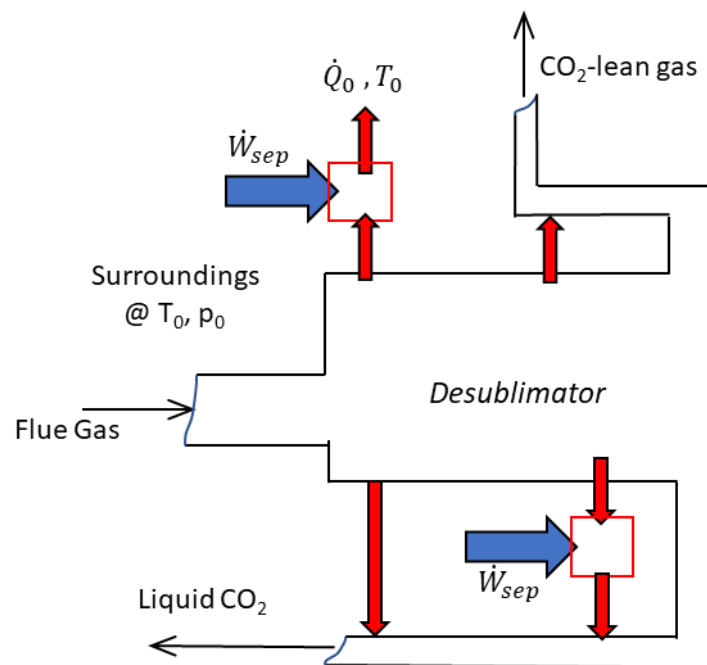 Q̇₀ , T₀
CO₂-lean gas
Ẇsep
Surroundings
@ T₀, p₀
Desublimator
Flue Gas
Ẇsep
Liquid CO₂